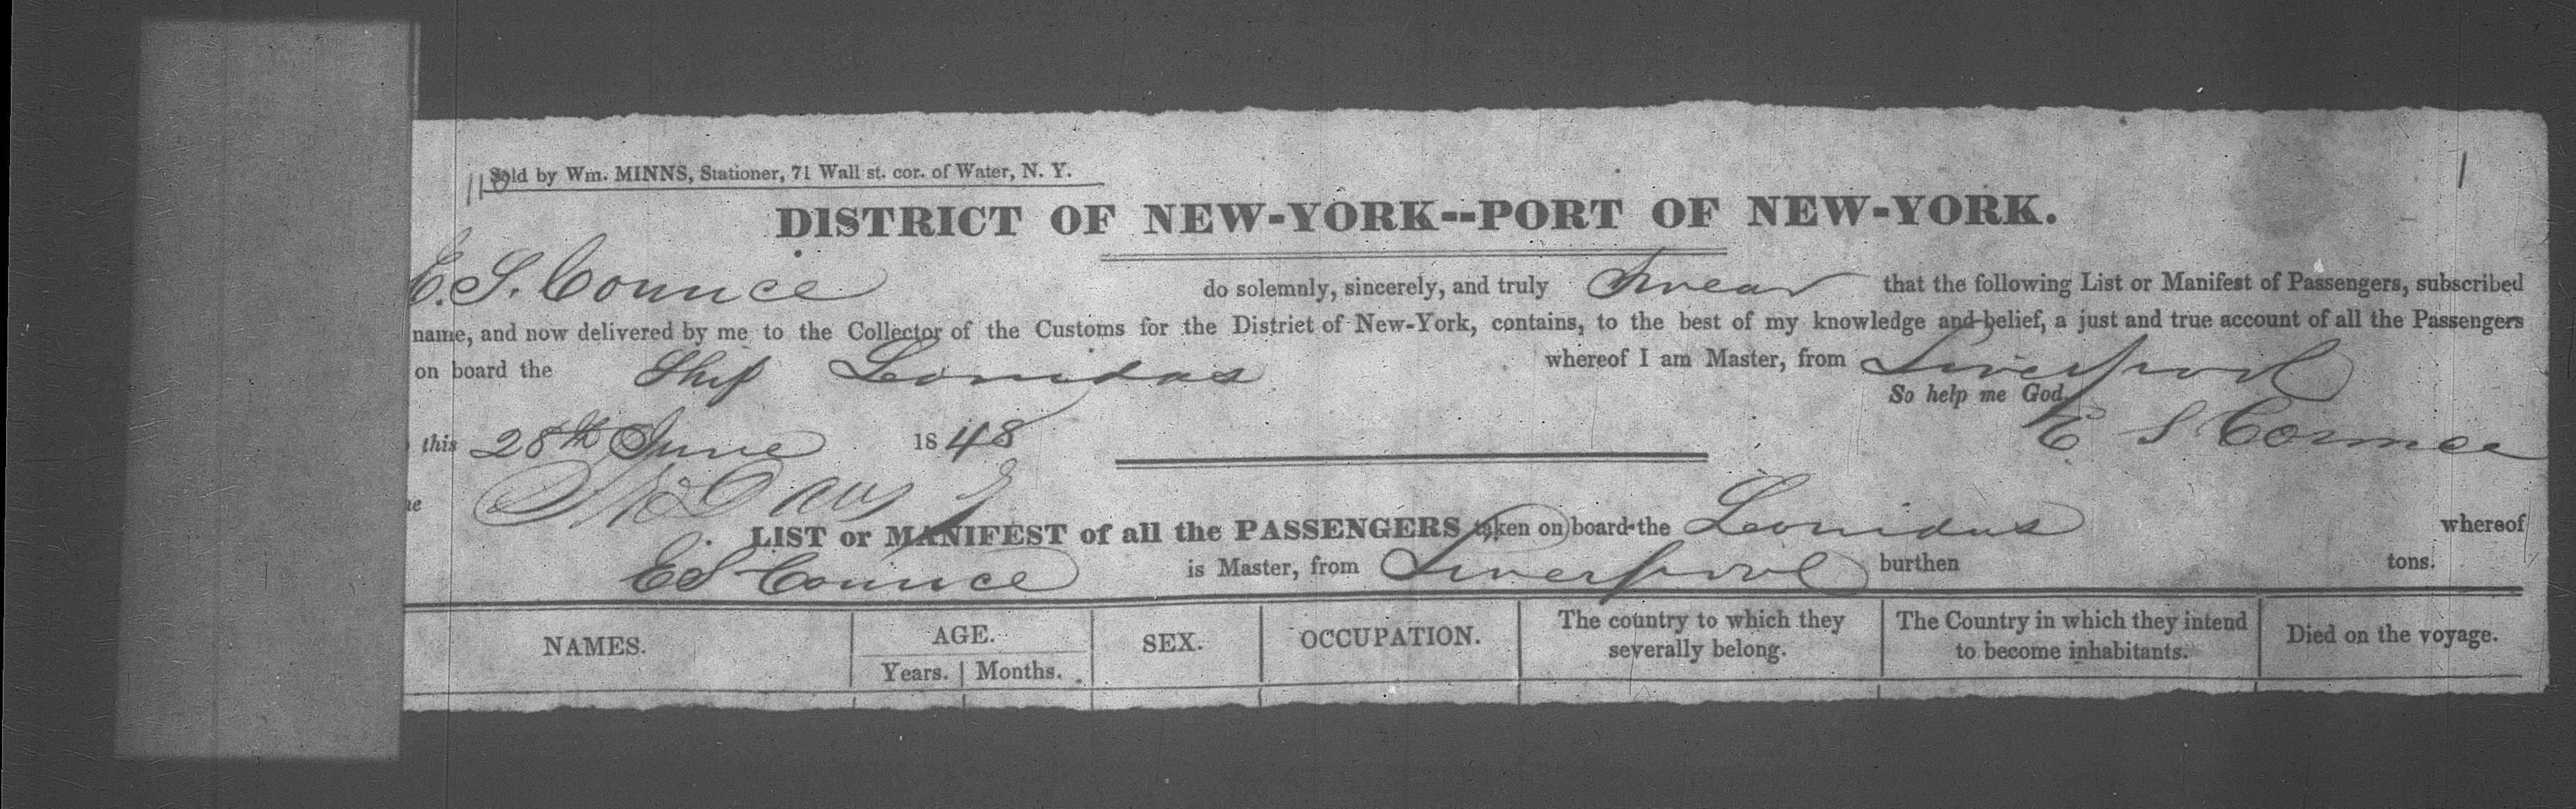 Sold by Wm. MINNS, Stationer, 71 Wall st. cor. of Water, N. Y.
110
1
DISTRICT OF NEW-YORK--PORT OF NEW-YORK.
E. S. Counce do solemnly, sincerely, and truly Swear that the following List or Manifest of Passengers, subscribed
name, and now delivered by me to the Collector of the Customs for the District of New-York, contains, to the best of my knowledge and belief, a just and true account of all the Passengers
on board the Ship Leonidas whereof I am Master, from Liverpool
So help me God.
this 28th June 1848 E S Counce
LIST or MANIFEST of all the PASSENGERS taken on board the Leonidas whereof
E S Counce is Master, from Liverpool burthen tons.
NAMES. AGE. SEX. OCCUPATION. The country to which they severally belong. The Country in which they intend to become inhabitants. Died on the voyage.
Years. Months.